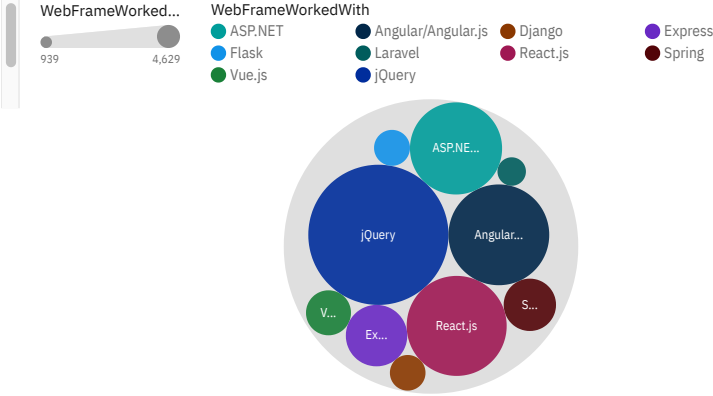 WebFrameWorked...
939
4,629
WebFrameWorkedWith
ASP.NET
Angular/Angular.js
Django
Express
Flask
Laravel
React.js
Spring
Vue.js
jQuery
ASP.NE...
jQuery
Angular...
S...
V...
React.js
Ex...